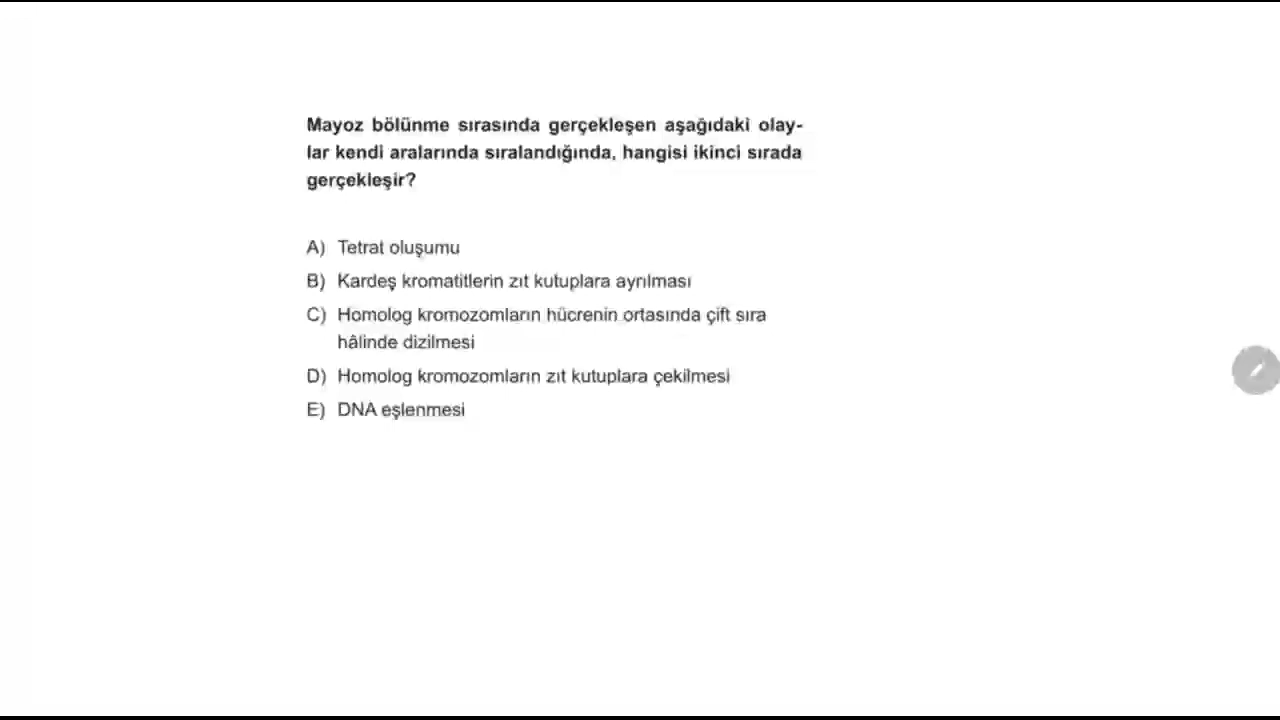 Mayoz bölünme sırasında gerçekleşen aşağıdaki olay-
lar kendi aralarında sıralandığında, hangisi ikinci sırada
gerçekleşir?
A) Tetrat oluşumu
B) Kardeş kromatitlerin zıt kutuplara ayrılması
C) Homolog kromozomların hücrenin ortasında çift sıra
hâlinde dizilmesi
D) Homolog kromozomların zıt kutuplara çekilmesi
E) DNA eşlenmesi